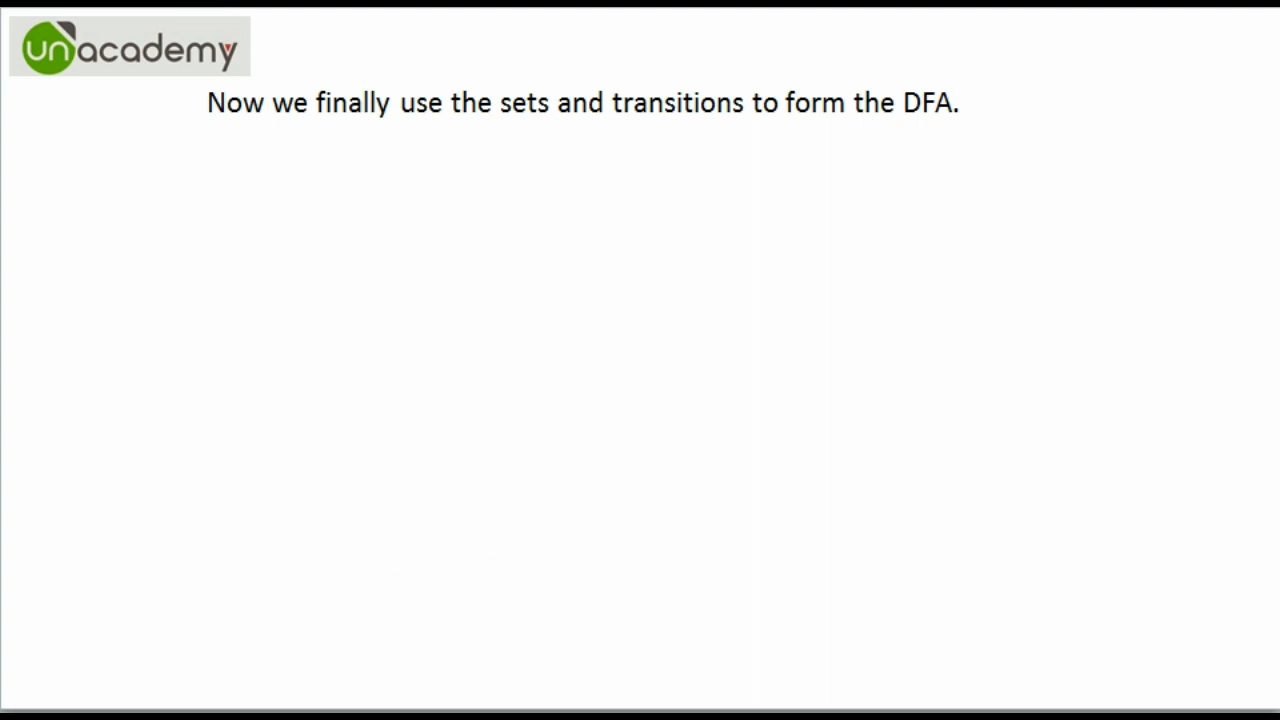 unacademy
Now we finally use the sets and transitions to form the DFA.